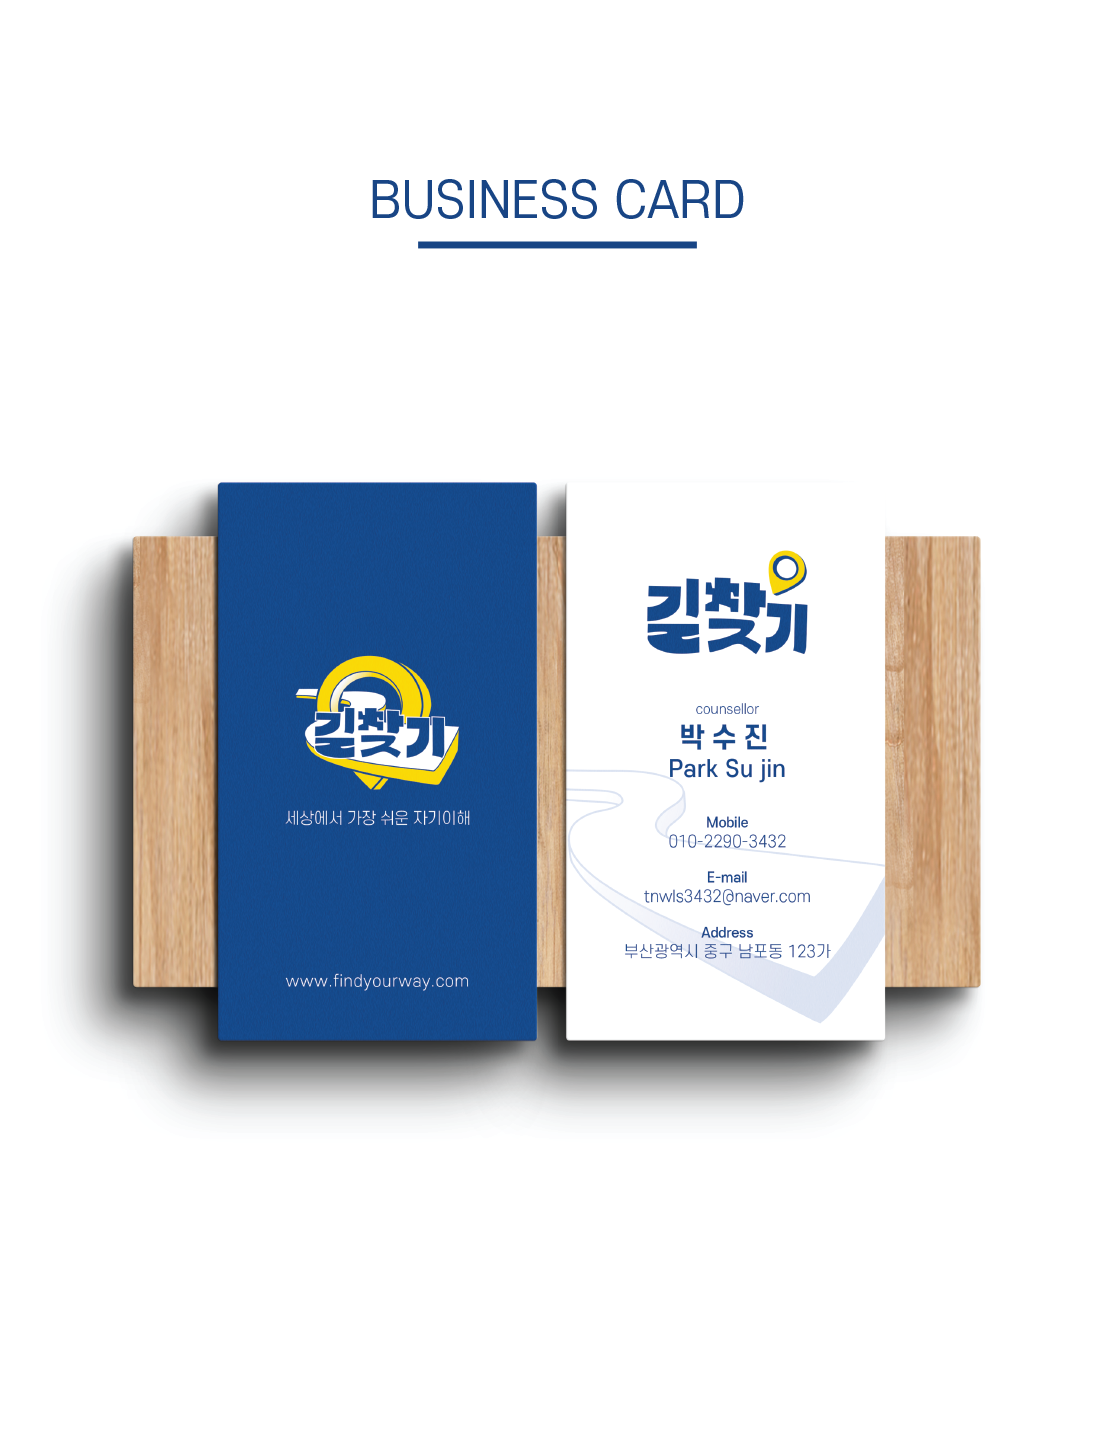 BUSINESS CARD
길찾기
세상에서 가장 쉬운 자기이해
www.findyourway.com
길찾기
counsellor
박수진
Park Su jin
Mobile
010-2290-3432
E-mail
tnwls3432@naver.com
Address
부산광역시 중구 남포동 123가